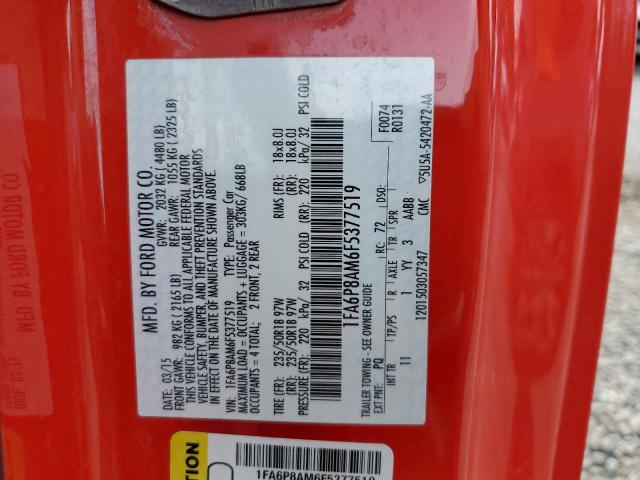 MFD. BY FORD MOTOR CO.
DATE: 03/15 GVWR: 2032 KG ( 4480 LB)
FRONT GAWR: 982 KG ( 2165 LB) REAR GAWR: 1055 KG ( 2325 LB)
THIS VEHICLE CONFORMS TO ALL APPLICABLE FEDERAL MOTOR
VEHICLE SAFETY, BUMPER, AND THEFT PREVENTION STANDARDS
IN EFFECT ON THE DATE OF MANUFACTURE SHOWN ABOVE.
VIN: 1FA6P8AM6F5377519 TYPE: Passenger Car
MAXIMUM LOAD = OCCUPANTS + LUGGAGE = 303KG/ 668LB
OCCUPANTS = 4 TOTAL; 2 FRONT, 2 REAR
TIRE (FR): 235/50R18 97W RIMS (FR): 18x8.0J
(RR): 235/50R18 97W (RR): 18x8.0J
PRESSURE (FR): 220 kPa/ 32 PSI COLD (RR): 220 kPa/ 32 PSI COLD
1FA6P8AM6F5377519
TRAILER TOWING - SEE OWNER GUIDE
F0074
R0131
EXT PNT: PQ RC: 72 DSO:
INT TR TP/PS R AXLE TR SPR
11 1 YY 3 AABB
1201503057347 CMC ▽5U5A-5420472-AA
1FA6P8AM6F5377519